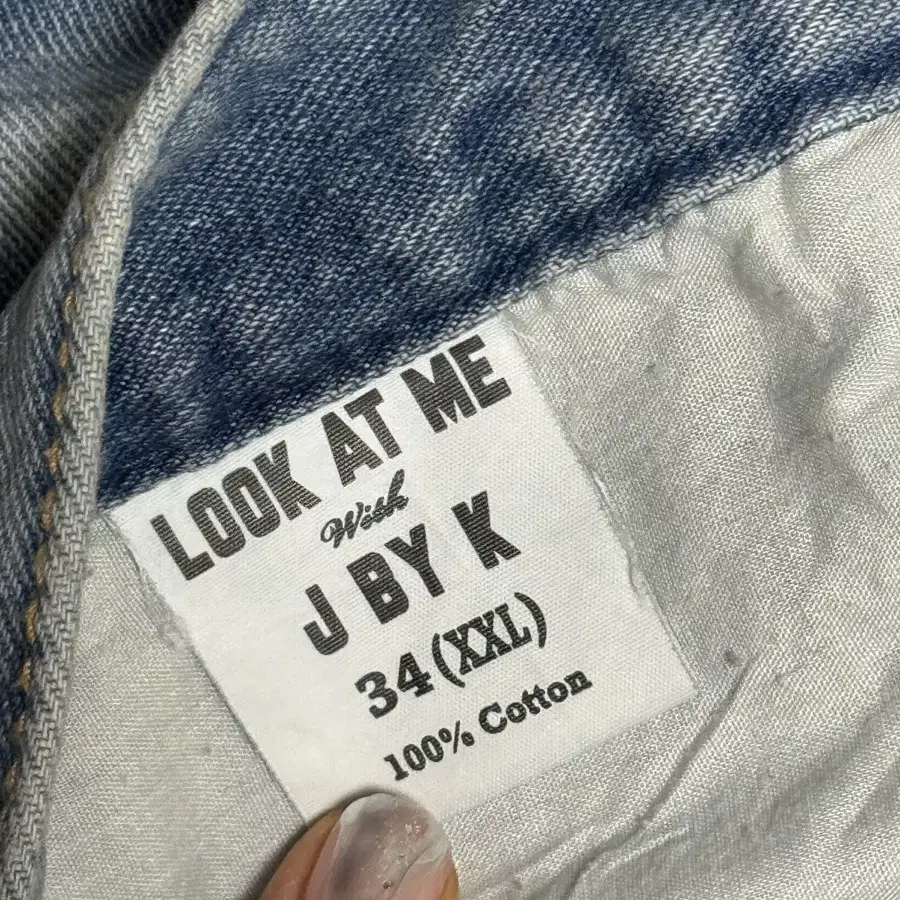 LOOK AT ME
With
J BY K
34(XXL)
100% Cotton